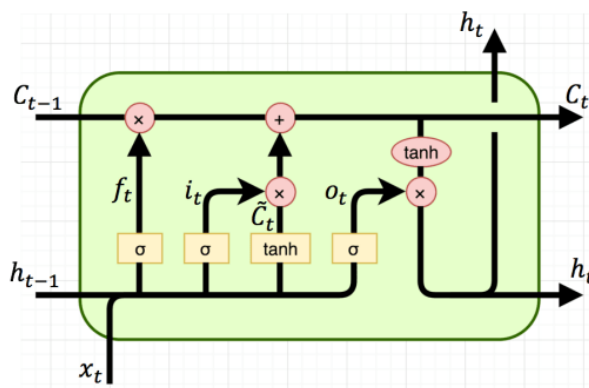 h_t
C_{t-1}
C_t
×
+
tanh
f_t
i_t
×
o_t
×
C̃_t
σ
σ
tanh
σ
h_{t-1}
h_t
x_t